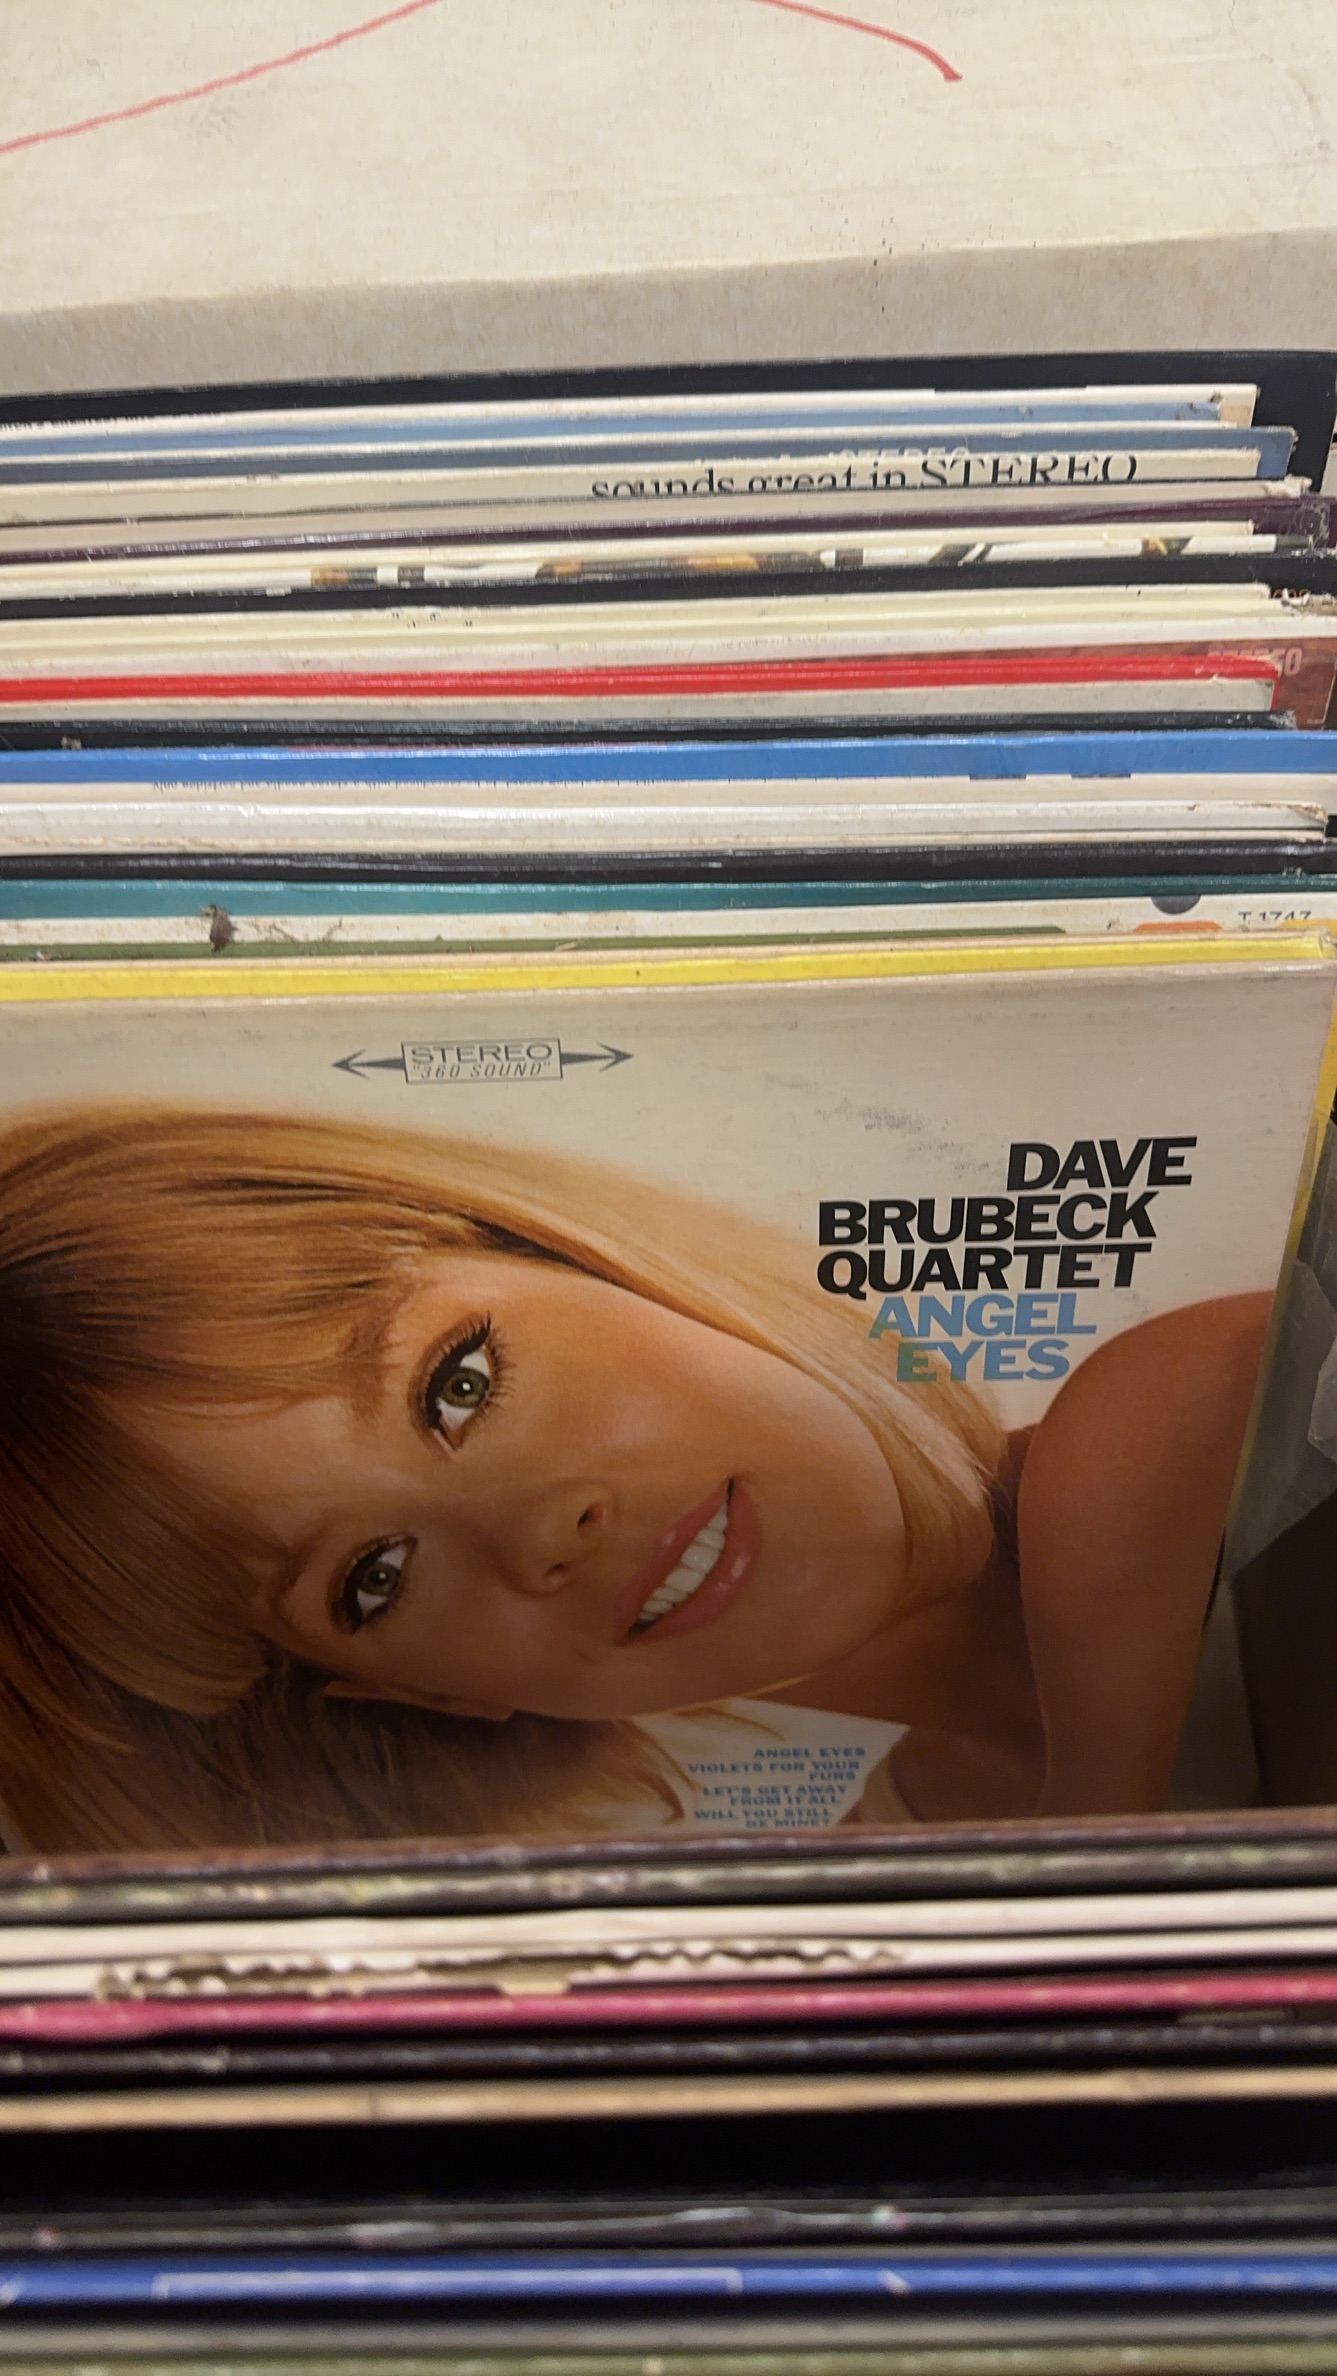 sounds great in STEREO
STEREO
T 1747
STEREO
"360 SOUND"
DAVE
BRUBECK
QUARTET
ANGEL
EYES
ANGEL EYES
VIOLETS FOR YOUR
FURS
LET'S GET AWAY
FROM IT ALL
WILL YOU STILL
BE MINE?